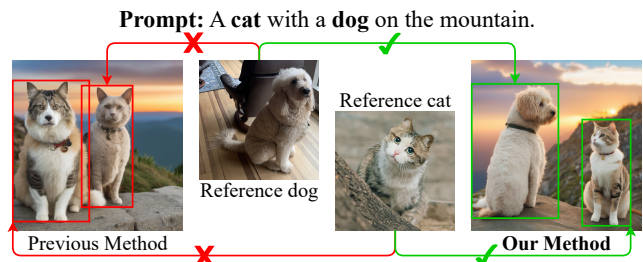 Prompt: A cat with a dog on the mountain.
Reference cat
Reference dog
Previous Method
Our Method